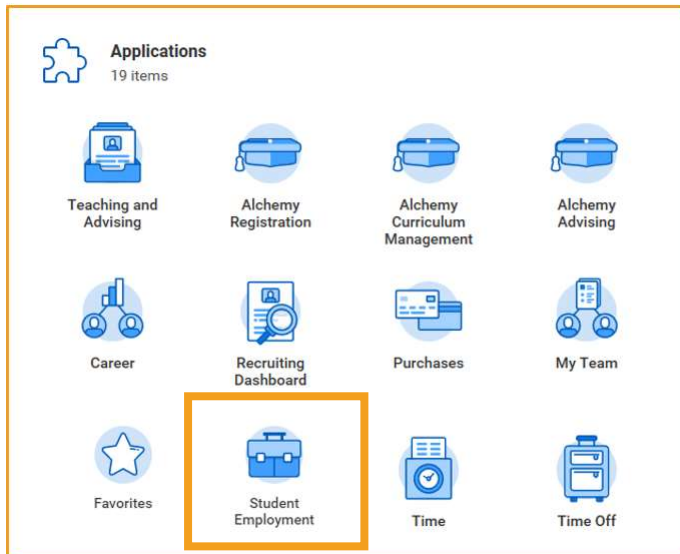 Applications
19 items
Teaching and
Advising
Alchemy
Registration
Alchemy
Curriculum
Management
Alchemy
Advising
Career
Recruiting
Dashboard
Purchases
My Team
Favorites
Student
Employment
Time
Time Off